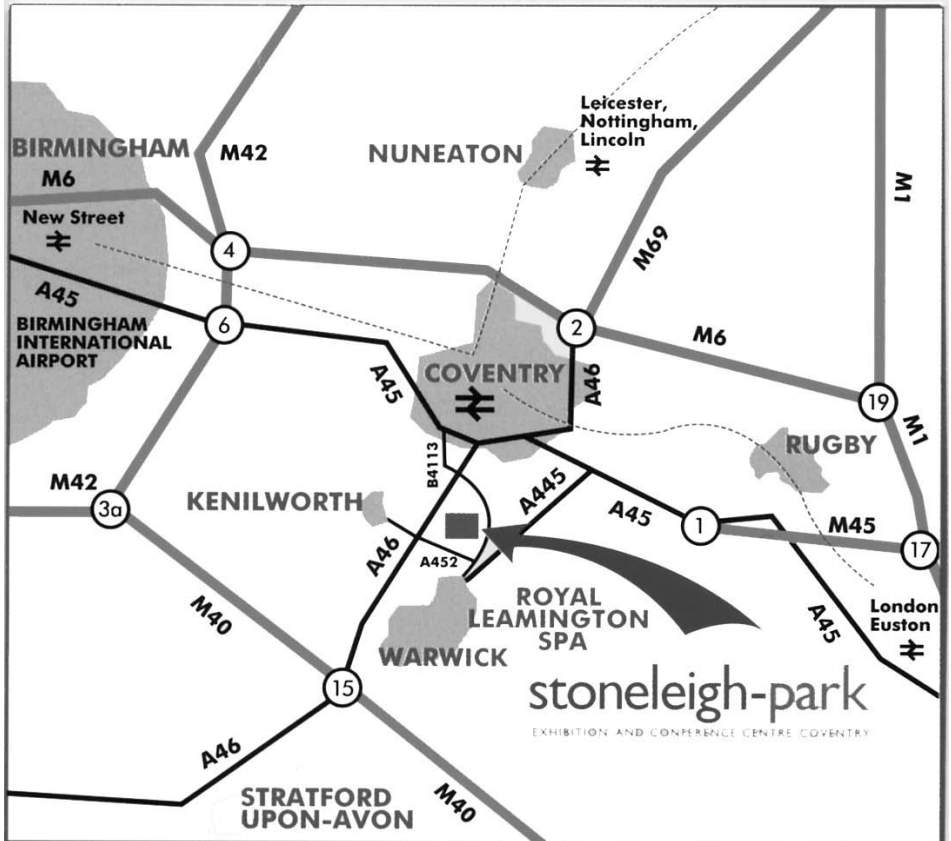 Leicester,
Nottingham,
Lincoln
BIRMINGHAM
M42
NUNEATON
M6
M1
New Street
M69
4
A45
BIRMINGHAM
INTERNATIONAL
AIRPORT
6
2
M6
A45
COVENTRY
A46
19
M1
RUGBY
B4113
M42
3a
KENILWORTH
A445
A45
1
M45
17
A46
A452
M40
ROYAL
LEAMINGTON
SPA
A45
London
Euston
WARWICK
15
stoneleigh-park
EXHIBITION AND CONFERENCE CENTRE COVENTRY
A46
STRATFORD
UPON-AVON
M40